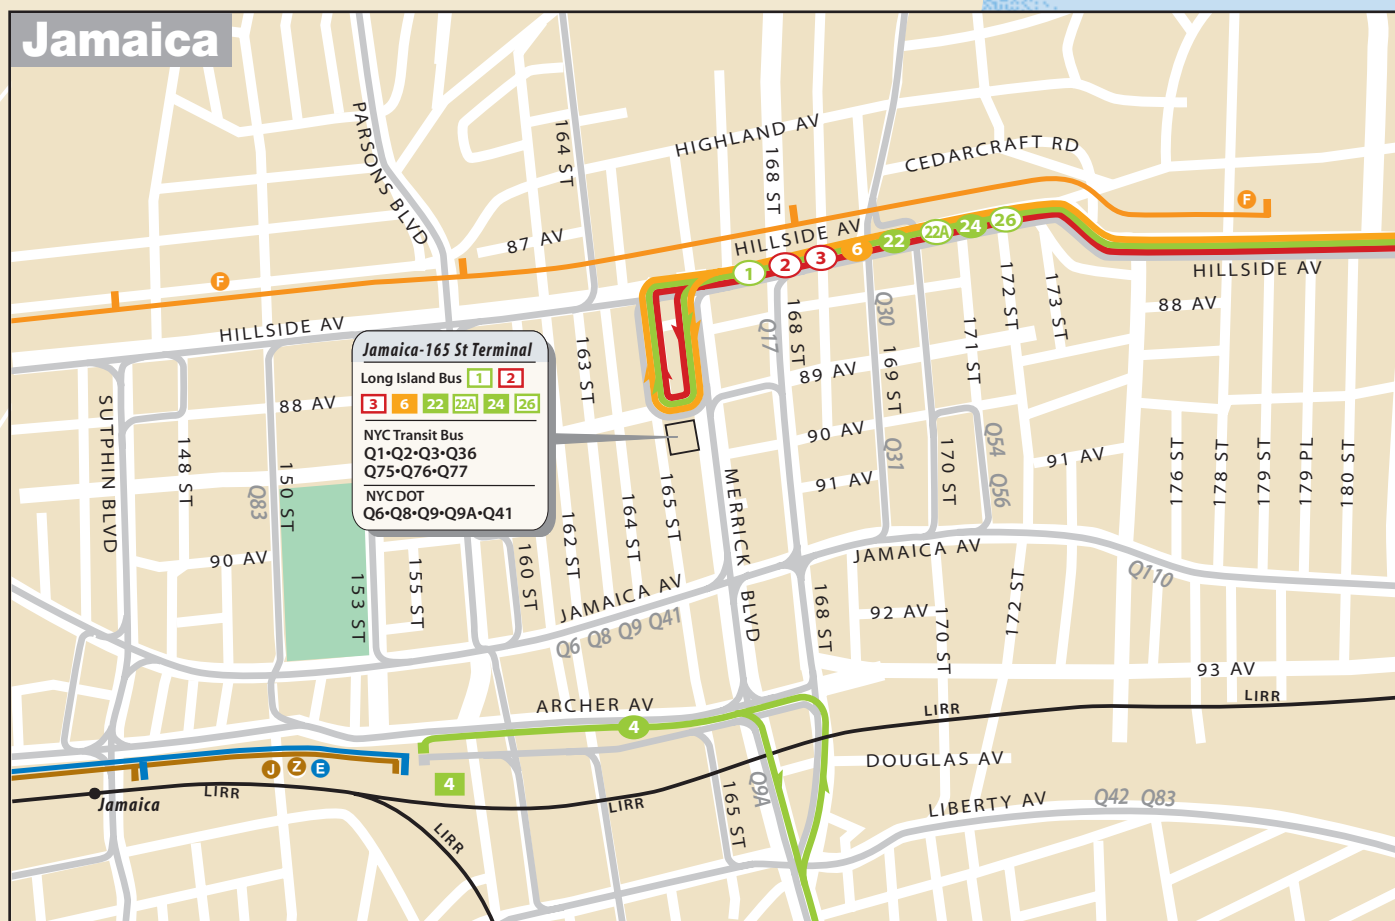 Jamaica
PARSONS BLVD
164 ST
HIGHLAND AV
168 ST
CEDARCRAFT RD
87 AV
HILLSIDE AV
F
F
1
2
3
6
22
22A
24
26
HILLSIDE AV
HILLSIDE AV
88 AV
172 ST
173 ST
171 ST
Q30
Q17
168 ST
169 ST
163 ST
89 AV
90 AV
91 AV
91 AV
Q31
170 ST
Q54
Q56
Jamaica-165 St Terminal
Long Island Bus 1 2
3 6 22 22A 24 26
NYC Transit Bus
Q1•Q2•Q3•Q36
Q75•Q76•Q77
NYC DOT
Q6•Q8•Q9•Q9A•Q41
88 AV
SUTPHIN BLVD
148 ST
Q83
150 ST
90 AV
153 ST
155 ST
160 ST
162 ST
164 ST
165 ST
MERRICK
BLVD
176 ST
178 ST
179 ST
179 PL
180 ST
JAMAICA AV
JAMAICA AV
Q6 Q8 Q9 Q41
Q110
168 ST
92 AV
170 ST
172 ST
93 AV
LIRR
LIRR
ARCHER AV
4
4
J
Z
E
Jamaica
LIRR
LIRR
LIRR
165 ST
Q9A
DOUGLAS AV
LIBERTY AV
Q42 Q83